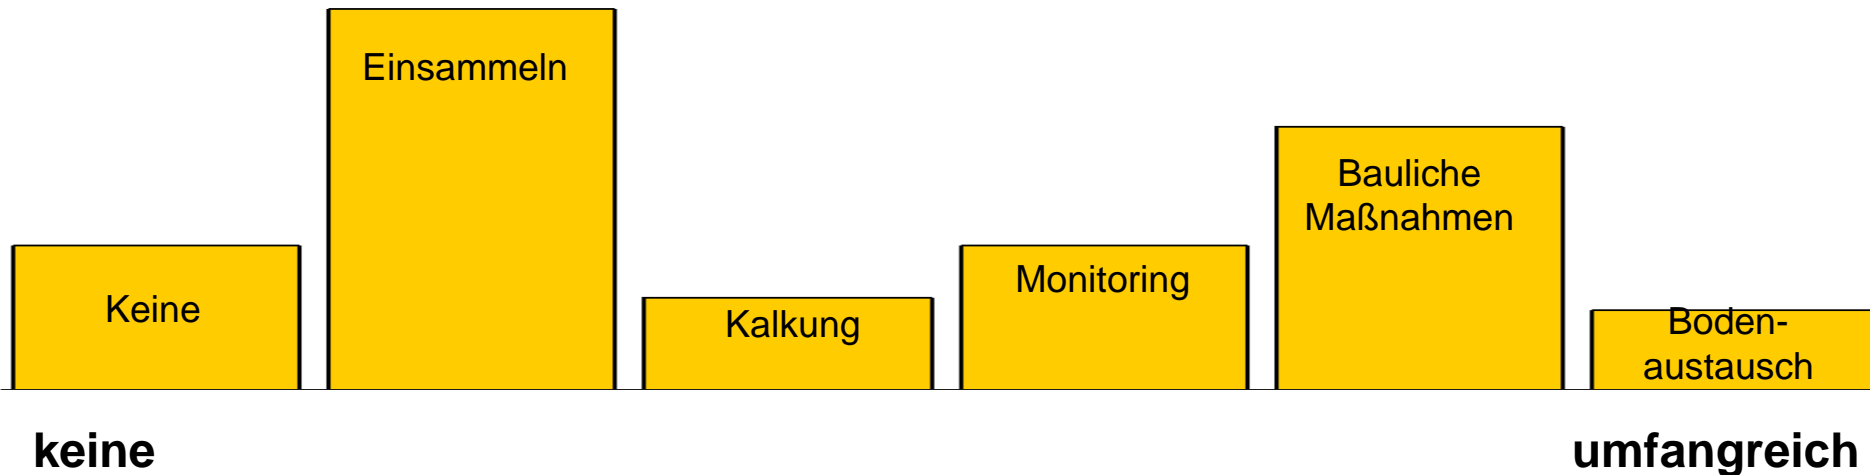 Einsammeln
Bauliche
Maßnahmen
Monitoring
Keine
Kalkung
Boden-
austausch
keine
umfangreich